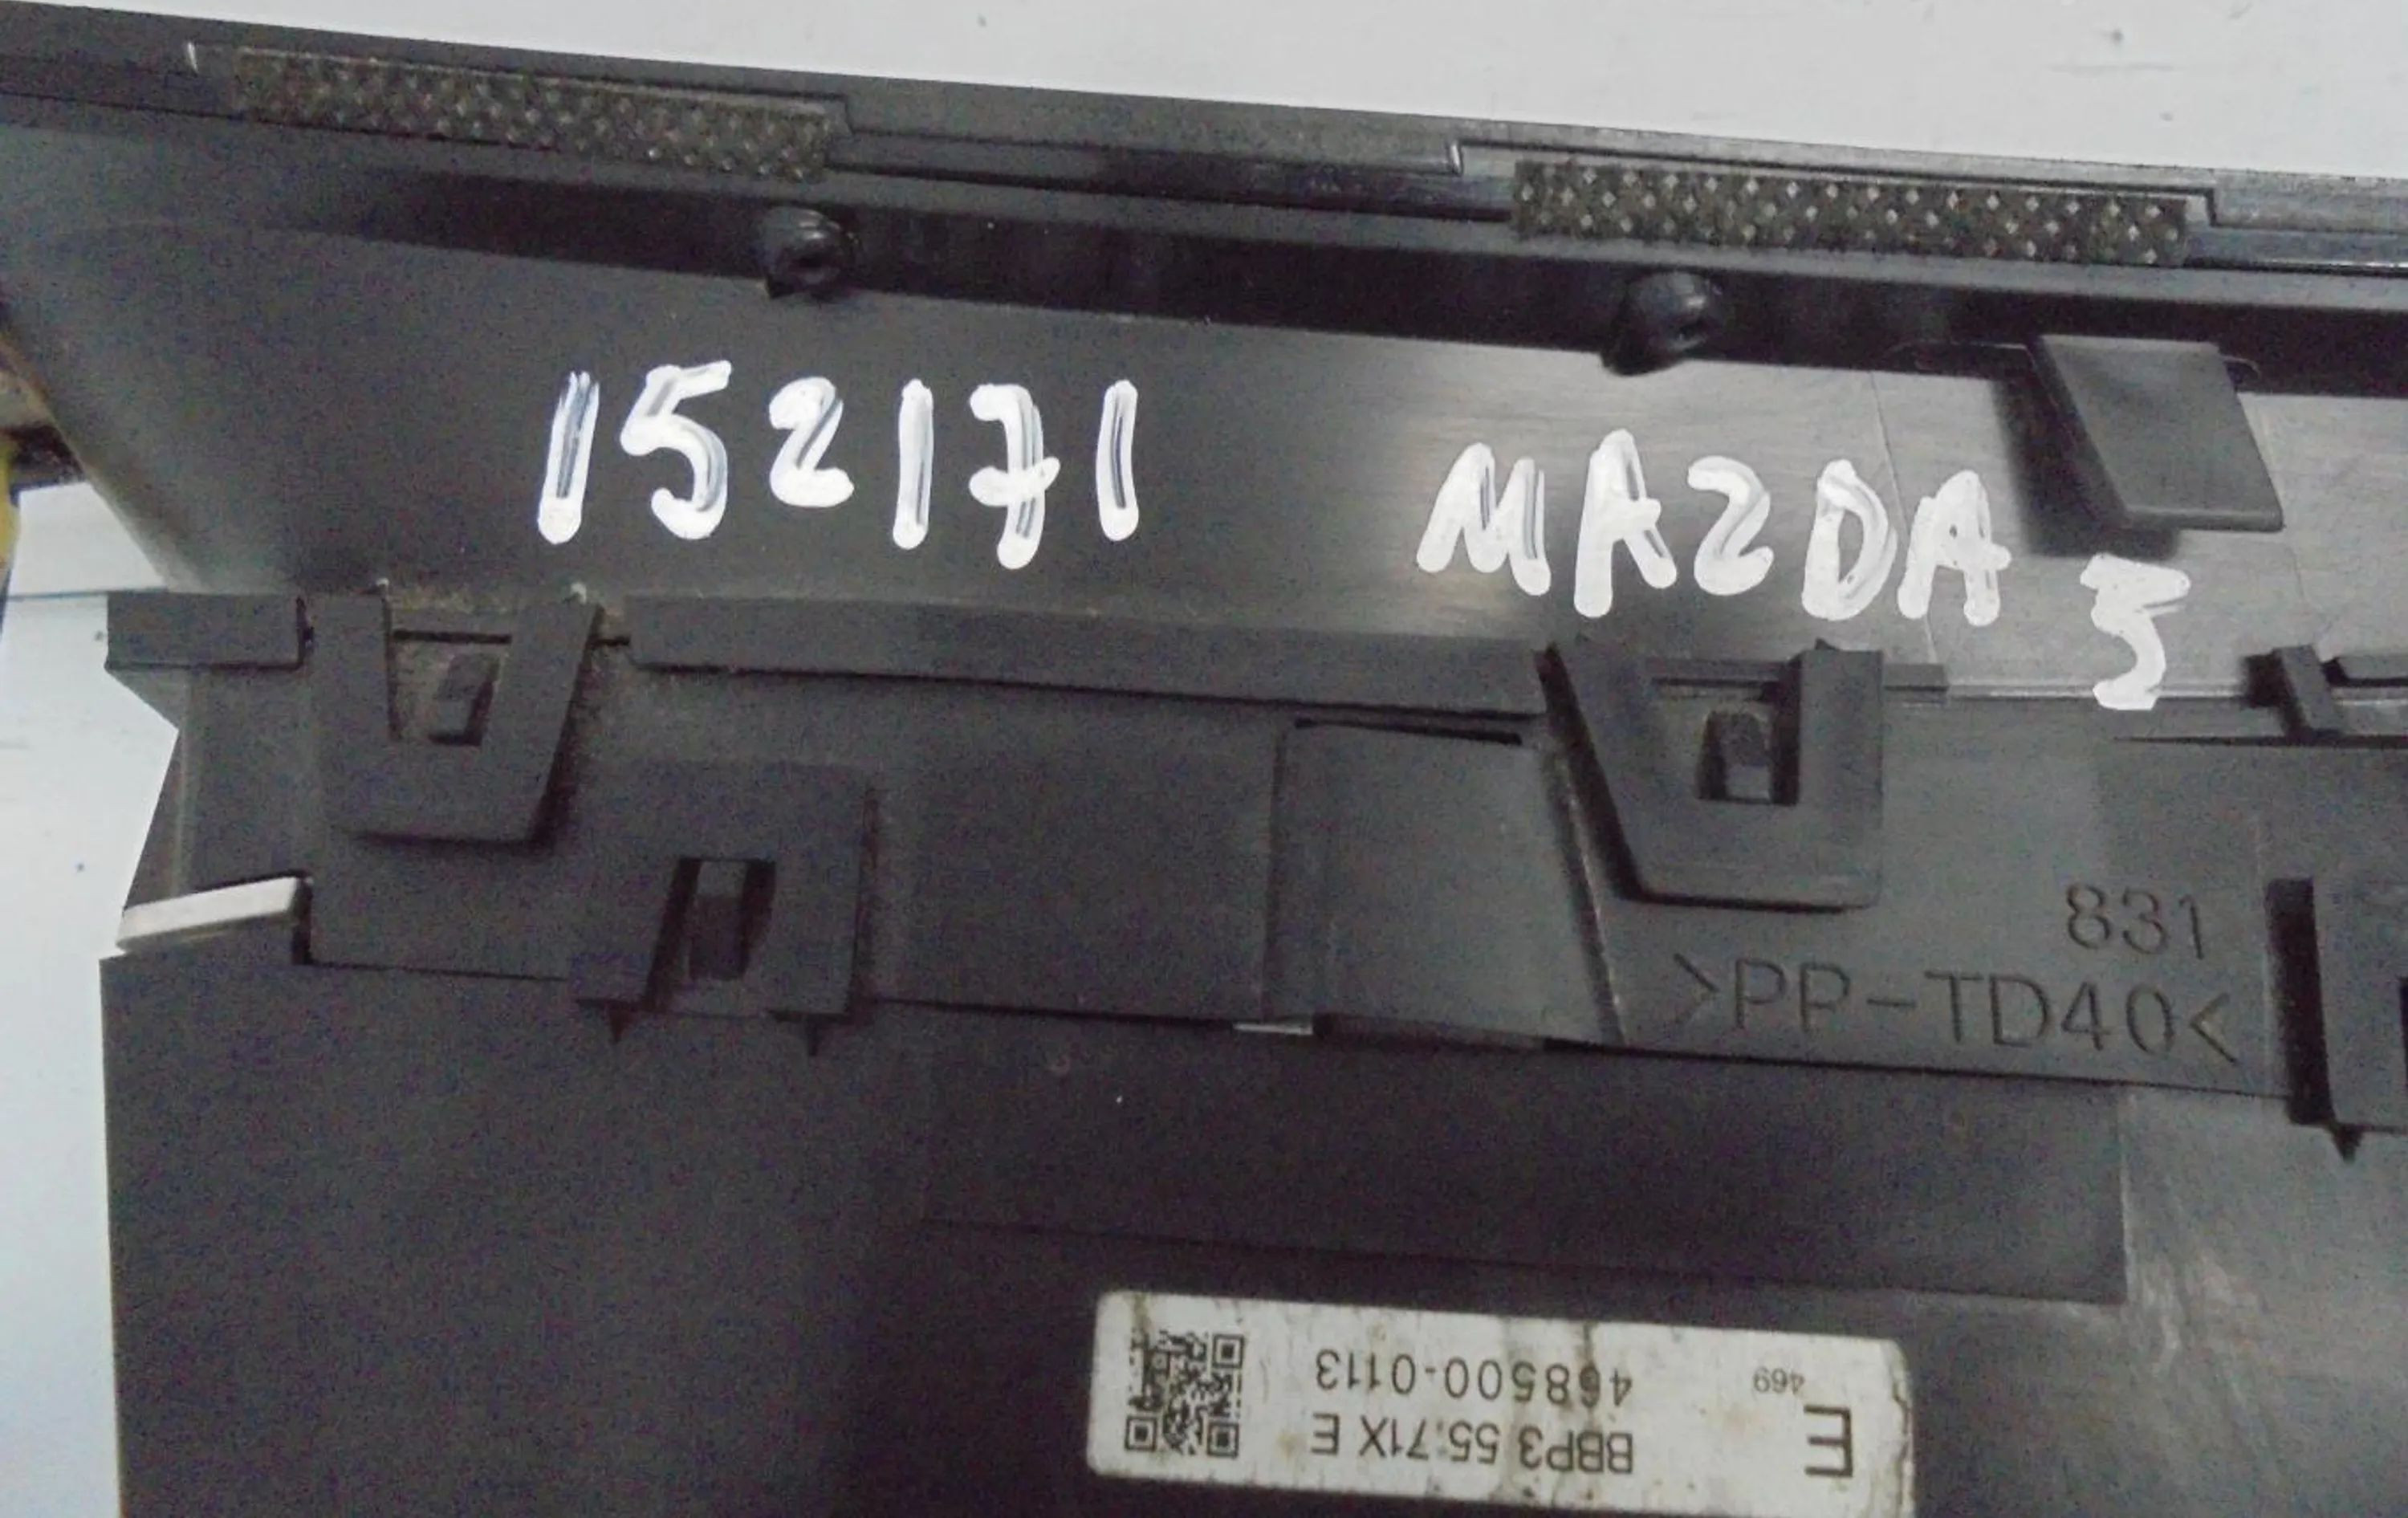 152171
MAZDA 3
831
>PP-TD40<
E
BBP3 55:71X E
469
468500-0113